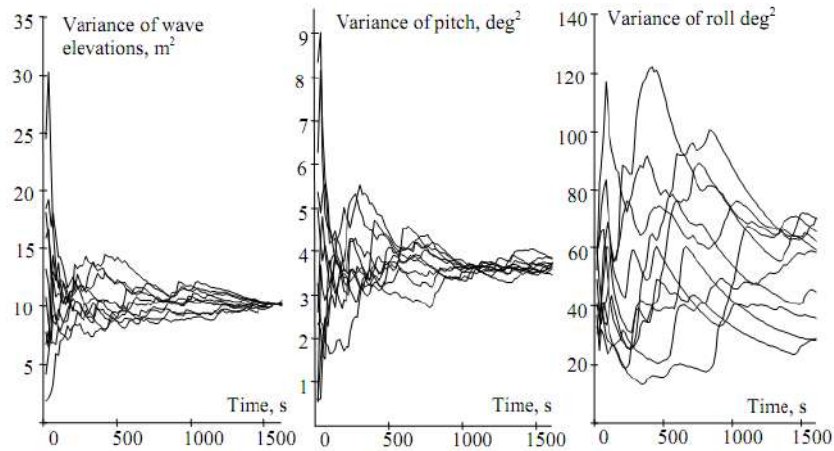 Variance of wave
elevations, m²
35
30
25
20
15
10
5
Time, s
0 500 1000 1500
Variance of pitch, deg²
9
8
7
6
5
4
3
2
1
Time, s
0 500 1000 1500
Variance of roll deg²
140
120
100
80
60
40
20
Time, s
0 500 1000 1500